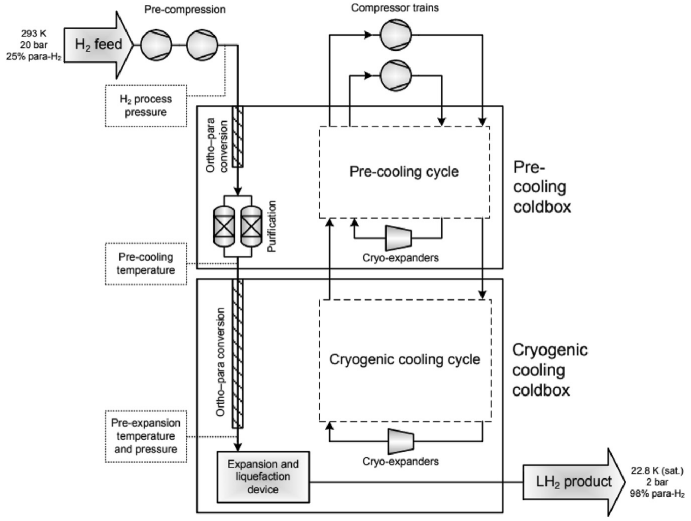 Pre-compression
Compressor trains
293 K
20 bar
25% para-H₂
H₂ feed
H₂ process
pressure
Ortho–para
conversion
Pre-cooling cycle
Pre-
cooling
coldbox
Purification
Cryo-expanders
Pre-cooling
temperature
Ortho–para conversion
Cryogenic cooling cycle
Cryogenic
cooling
coldbox
Pre-expansion
temperature
and pressure
Cryo-expanders
Expansion and
liquefaction
device
LH₂ product
22.8 K (sat.)
2 bar
98% para-H₂